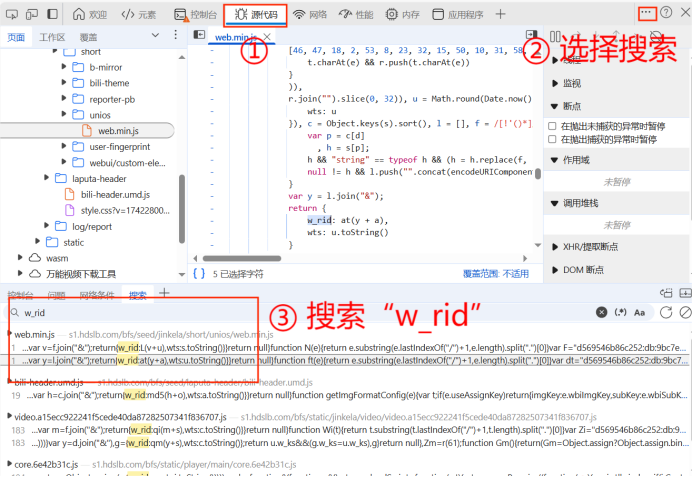 欢迎 元素 控制台 源代码 网络 性能 内存 应用程序
页面 工作区 覆盖
web.min.js
① ② 选择搜索
short
b-mirror
bili-theme
reporter-pb
unios
web.min.js
user-fingerprint
webui/custom-ele...
laputa-header
bili-header.umd.js
style.css?v=17422800...
log/report
static
wasm
万能视频下载工具
[46, 47, 18, 2, 53, 8, 23, 32, 15, 50, 10, 31, 58,
t.charAt(e) && r.push(t.charAt(e))
}
)),
r.join("").slice(0, 32)), u = Math.round(Date.now()
wts: u
}), c = Object.keys(s).sort(), l = [], f = /[!'()*]
var p = c[d]
, h = s[p];
h && "string" == typeof h && (h = h.replace(f,
null != h && l.push("".concat(encodeURIComponen
}
var y = l.join("&");
return {
w_rid: at(y + a),
wts: u.toString()
}
{ } 5 已选择字符 覆盖范围: 不适用
线程
监视
断点
在抛出未捕获的异常时暂停
在抛出捕获的异常时暂停
作用域
未暂停
调用堆栈
未暂停
XHR/提取断点
DOM 断点
控制台 问题 网络条件 搜索
w_rid
(.*) Aa
③ 搜索“w_rid”
web.min.js — s1.hdslb.com/bfs/seed/jinkela/short/unios/web.min.js
1 ...var v=f.join("&");return{w_rid:L(v+u),wts:s.toString()}}return null}function N(e){return e.substring(e.lastIndexOf("/")+1,e.length).split(".")[0]}var F="d569546b86c252:db:9bc7e...
1 ...var y=l.join("&");return{w_rid:at(y+a),wts:u.toString()}}return null}function ft(e){return e.substring(e.lastIndexOf("/")+1,e.length).split(".")[0]}var dt="d569546b86c252:db:9bc...
bili-header.umd.js — s1.hdslb.com/bfs/seed/laputa-header/bili-header.umd.js
19 ...var h=c.join("&");return{w_rid:md5(h+o),wts:a.toString()}}return null}function getImgFormatConfig(e){var t;if(e.useAssignKey)return{imgKey:e.wbiImgKey,subKey:e.wbiSubK...
video.a15ecc922241f5cede40da87282507341f836707.js — s1.hdslb.com/bfs/static/jinkela/video/video.a15ecc922241f5cede40da87282507341f836707.js
183 ...var m=f.join("&");return{w_rid:qi(m+s),wts:c.toString()}}return null}function Wi(t){return t.substring(t.lastIndexOf("/")+1,t.length).split(".")[0]}var Zi="d569546b86c252:d...
183 ...))))}var y=d.join("&"),g={w_rid:qm(y+s),wts:c.toString()};return u.w_ks&&(g.w_ks=u.w_ks),g}return null},Zm=r(61);function Gm(){return(Gm=Object.assign?Object.assign.bin...
core.6e42b31c.js — s1.hdslb.com/bfs/static/player/main/core.6e42b31c.js